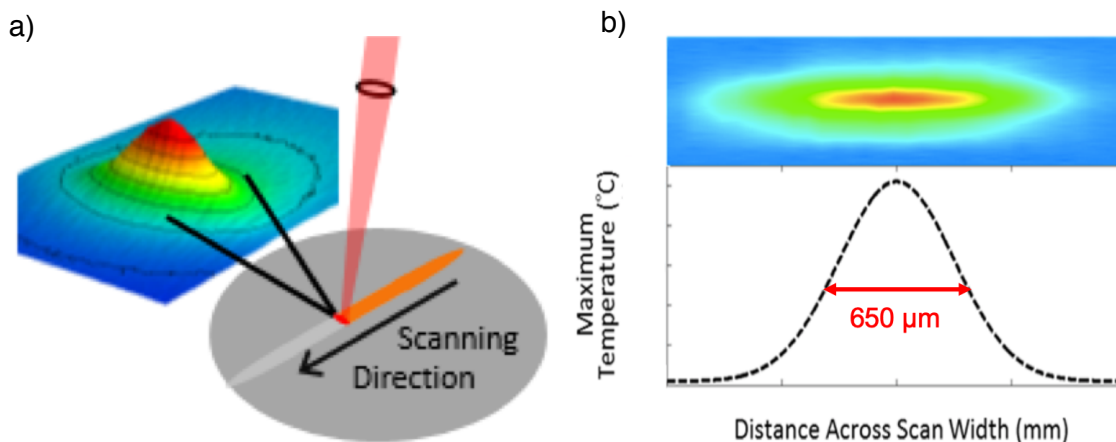 a)
Scanning
Direction
b)
Maximum
Temperature (°C)
650 µm
Distance Across Scan Width (mm)